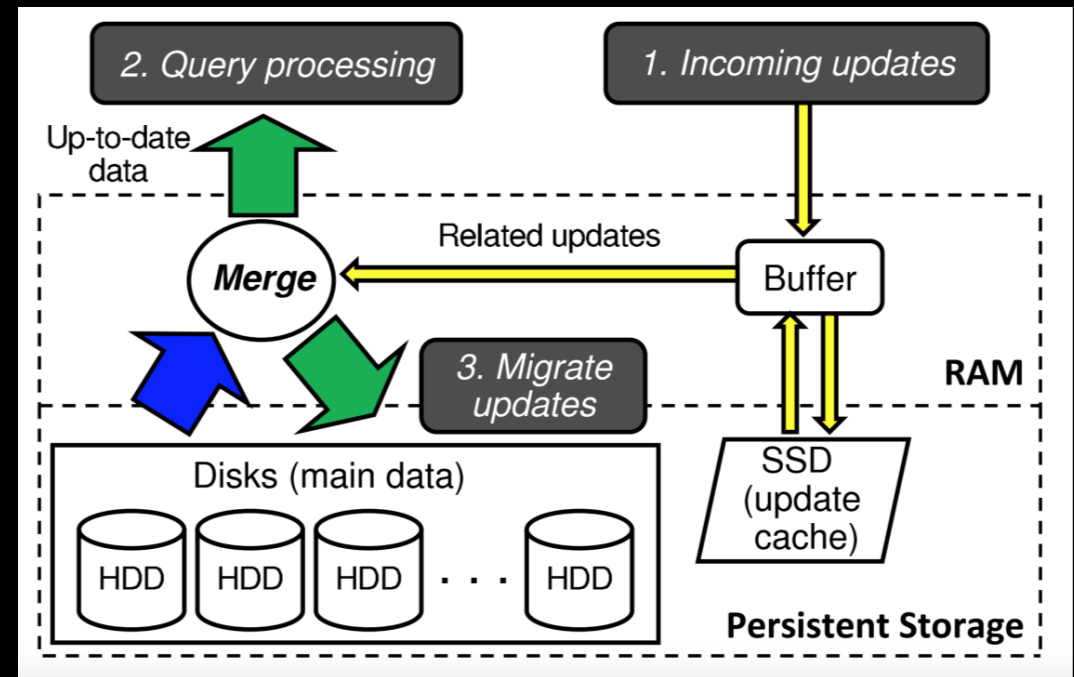 2. Query processing
1. Incoming updates
Up-to-date
data
Related updates
Merge
Buffer
3. Migrate
updates
RAM
Disks (main data)
SSD
(update
cache)
HDD
HDD
HDD
. . .
HDD
Persistent Storage